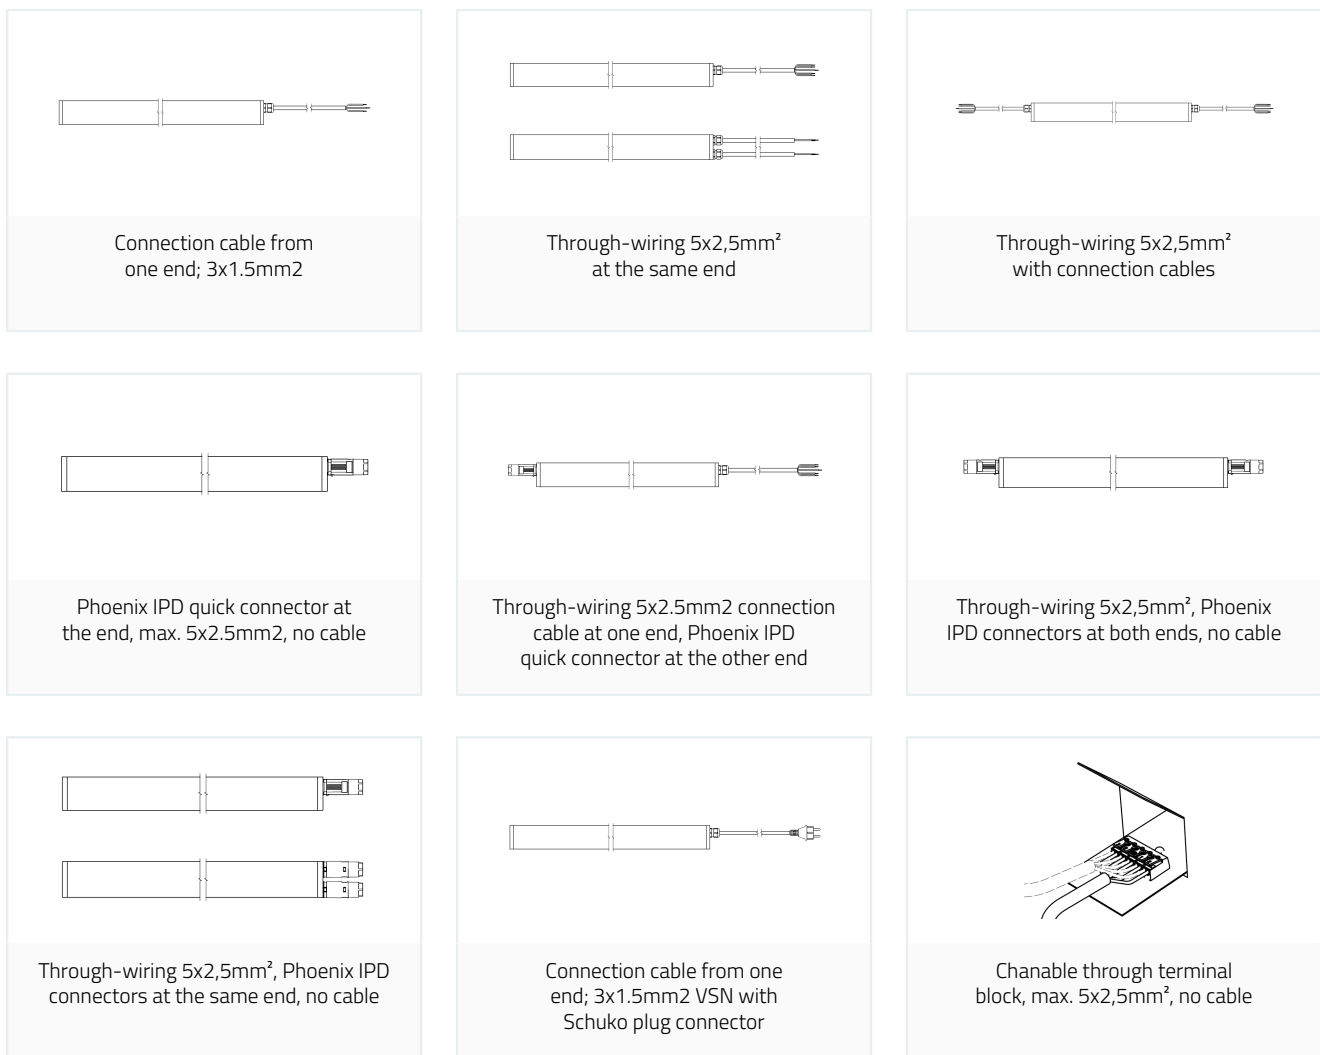 Connection cable from
one end; 3x1.5mm2
Through-wiring 5x2,5mm²
at the same end
Through-wiring 5x2,5mm²
with connection cables
Phoenix IPD quick connector at
the end, max. 5x2.5mm2, no cable
Through-wiring 5x2.5mm2 connection
cable at one end, Phoenix IPD
quick connector at the other end
Through-wiring 5x2,5mm², Phoenix
IPD connectors at both ends, no cable
Through-wiring 5x2,5mm², Phoenix IPD
connectors at the same end, no cable
Connection cable from one
end; 3x1.5mm2 VSN with
Schuko plug connector
Chanable through terminal
block, max. 5x2,5mm², no cable